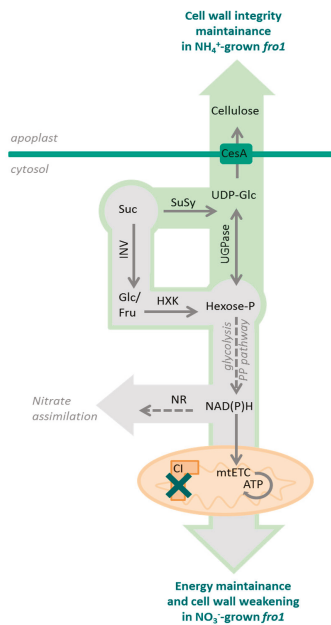 Cell wall integrity
maintainance
in NH₄⁺-grown fro1
Cellulose
apoplast
CesA
cytosol
UDP-Glc
Suc
SuSy
INV
UGPase
Glc/
Fru
HXK
Hexose-P
glycolysis
PP pathway
Nitrate
assimilation
NR
NAD(P)H
CI
mtETC
ATP
Energy maintainance
and cell wall weakening
in NO₃⁻-grown fro1